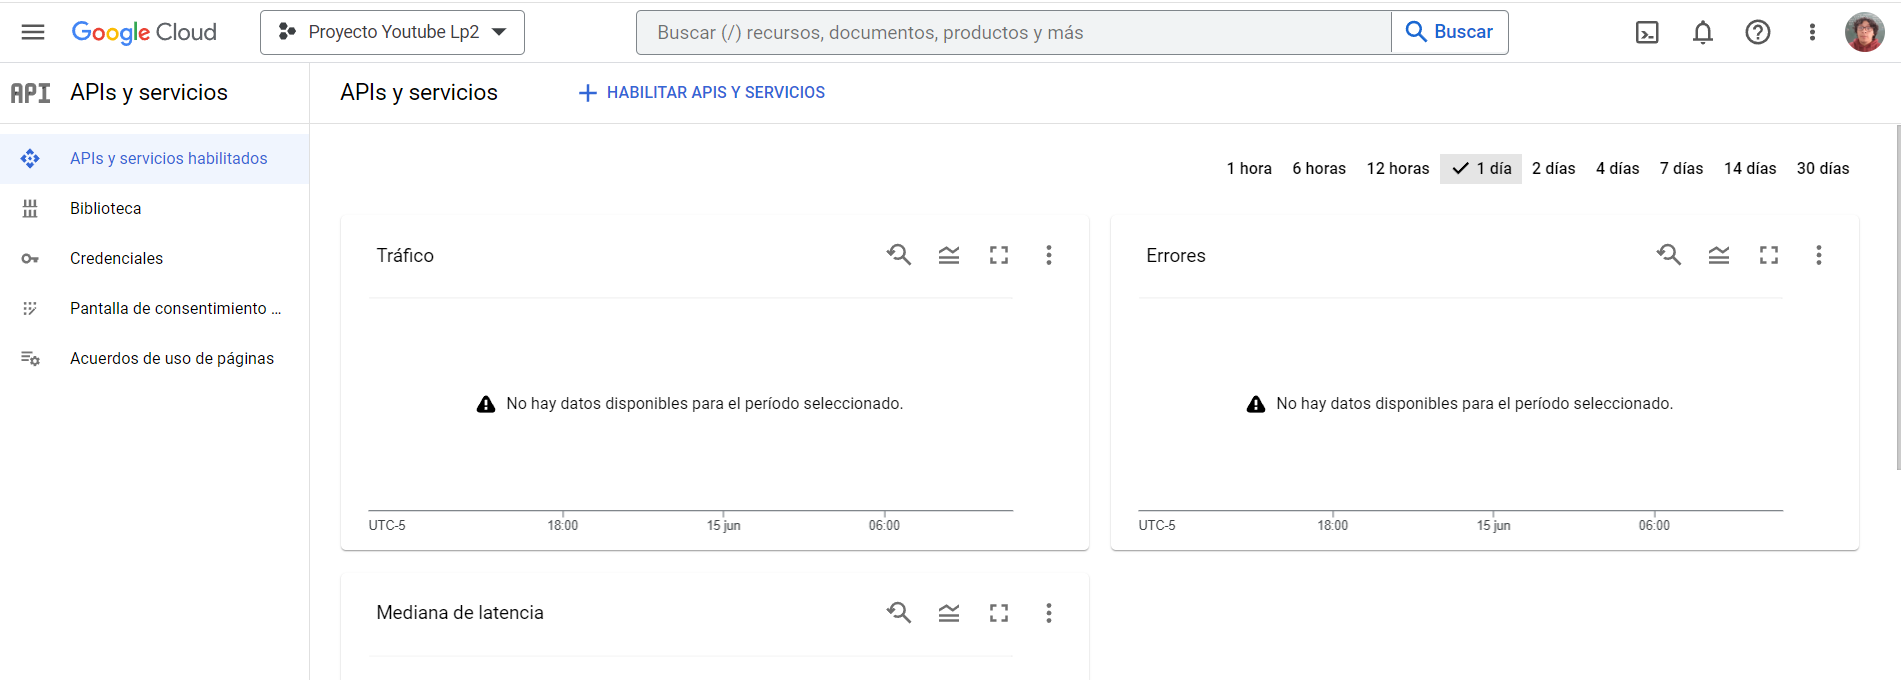 Google Cloud
Proyecto Youtube Lp2
Buscar (/) recursos, documentos, productos y más
Buscar
API
APIs y servicios
APIs y servicios
HABILITAR APIS Y SERVICIOS
APIs y servicios habilitados
Biblioteca
Credenciales
Pantalla de consentimiento ...
Acuerdos de uso de páginas
1 hora 6 horas 12 horas 1 día 2 días 4 días 7 días 14 días 30 días
Tráfico
No hay datos disponibles para el período seleccionado.
UTC-5 18:00 15 jun 06:00
Errores
No hay datos disponibles para el período seleccionado.
UTC-5 18:00 15 jun 06:00
Mediana de latencia